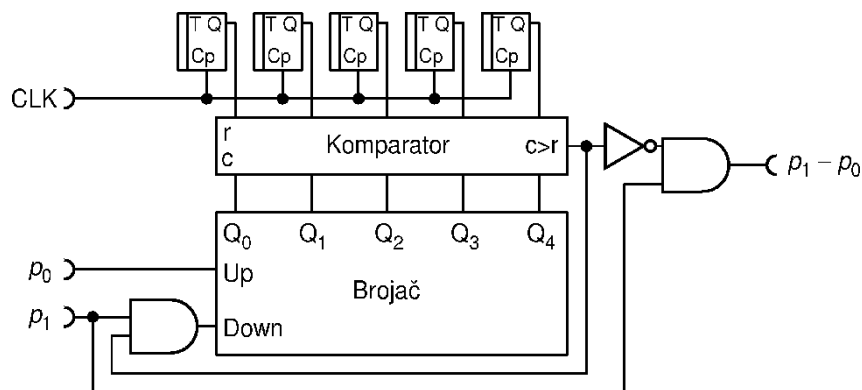 T Q T Q T Q T Q T Q
Cp Cp Cp Cp Cp
CLK
r
c Komparator c>r
p₁ − p₀
Q₀ Q₁ Q₂ Q₃ Q₄
p₀ Up
Brojač
p₁ Down